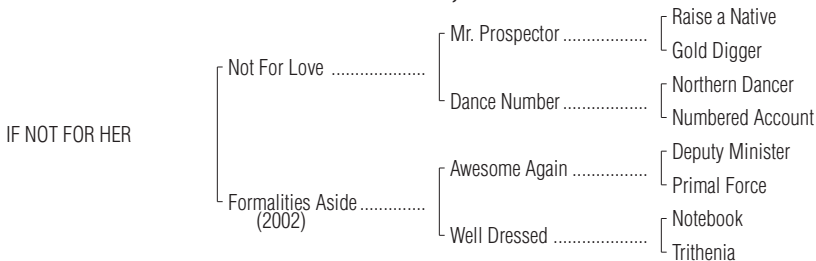 Raise a Native
Mr. Prospector ....................
Gold Digger
Not For Love .....................
Northern Dancer
Dance Number ....................
Numbered Account
IF NOT FOR HER
Deputy Minister
Awesome Again ..................
Primal Force
Formalities Aside ..............
(2002)
Notebook
Well Dressed ......................
Trithenia